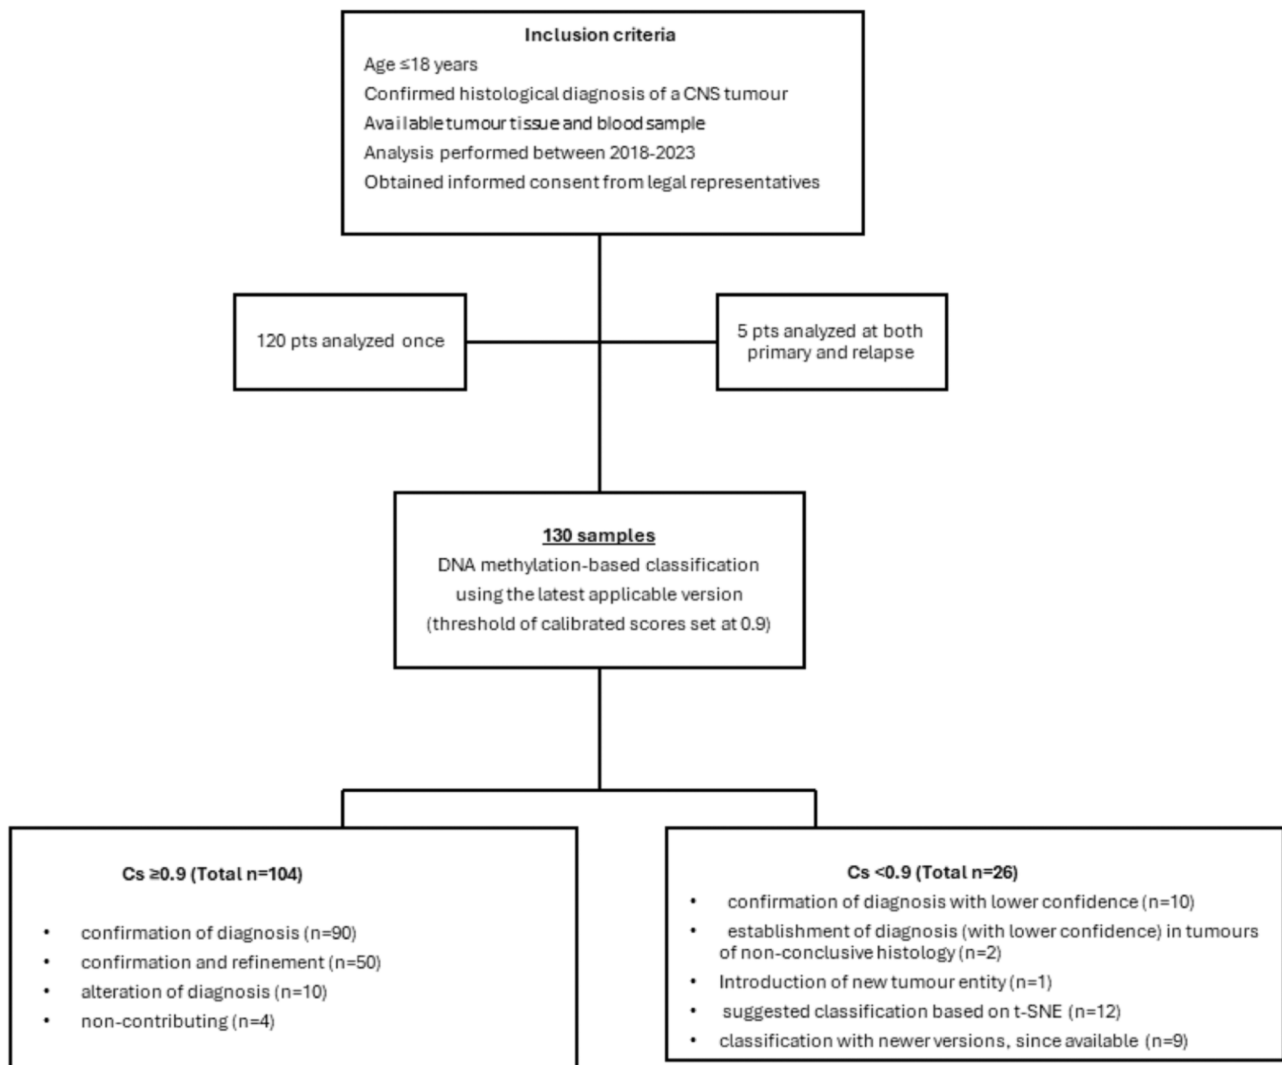 Inclusion criteria
Age ≤18 years
Confirmed histological diagnosis of a CNS tumour
Available tumour tissue and blood sample
Analysis performed between 2018-2023
Obtained informed consent from legal representatives
120 pts analyzed once
5 pts analyzed at both
primary and relapse
130 samples
DNA methylation-based classification
using the latest applicable version
(threshold of calibrated scores set at 0.9)
Cs ≥0.9 (Total n=104)
• confirmation of diagnosis (n=90)
• confirmation and refinement (n=50)
• alteration of diagnosis (n=10)
• non-contributing (n=4)
Cs <0.9 (Total n=26)
• confirmation of diagnosis with lower confidence (n=10)
• establishment of diagnosis (with lower confidence) in tumours
of non-conclusive histology (n=2)
• Introduction of new tumour entity (n=1)
• suggested classification based on t-SNE (n=12)
• classification with newer versions, since available (n=9)